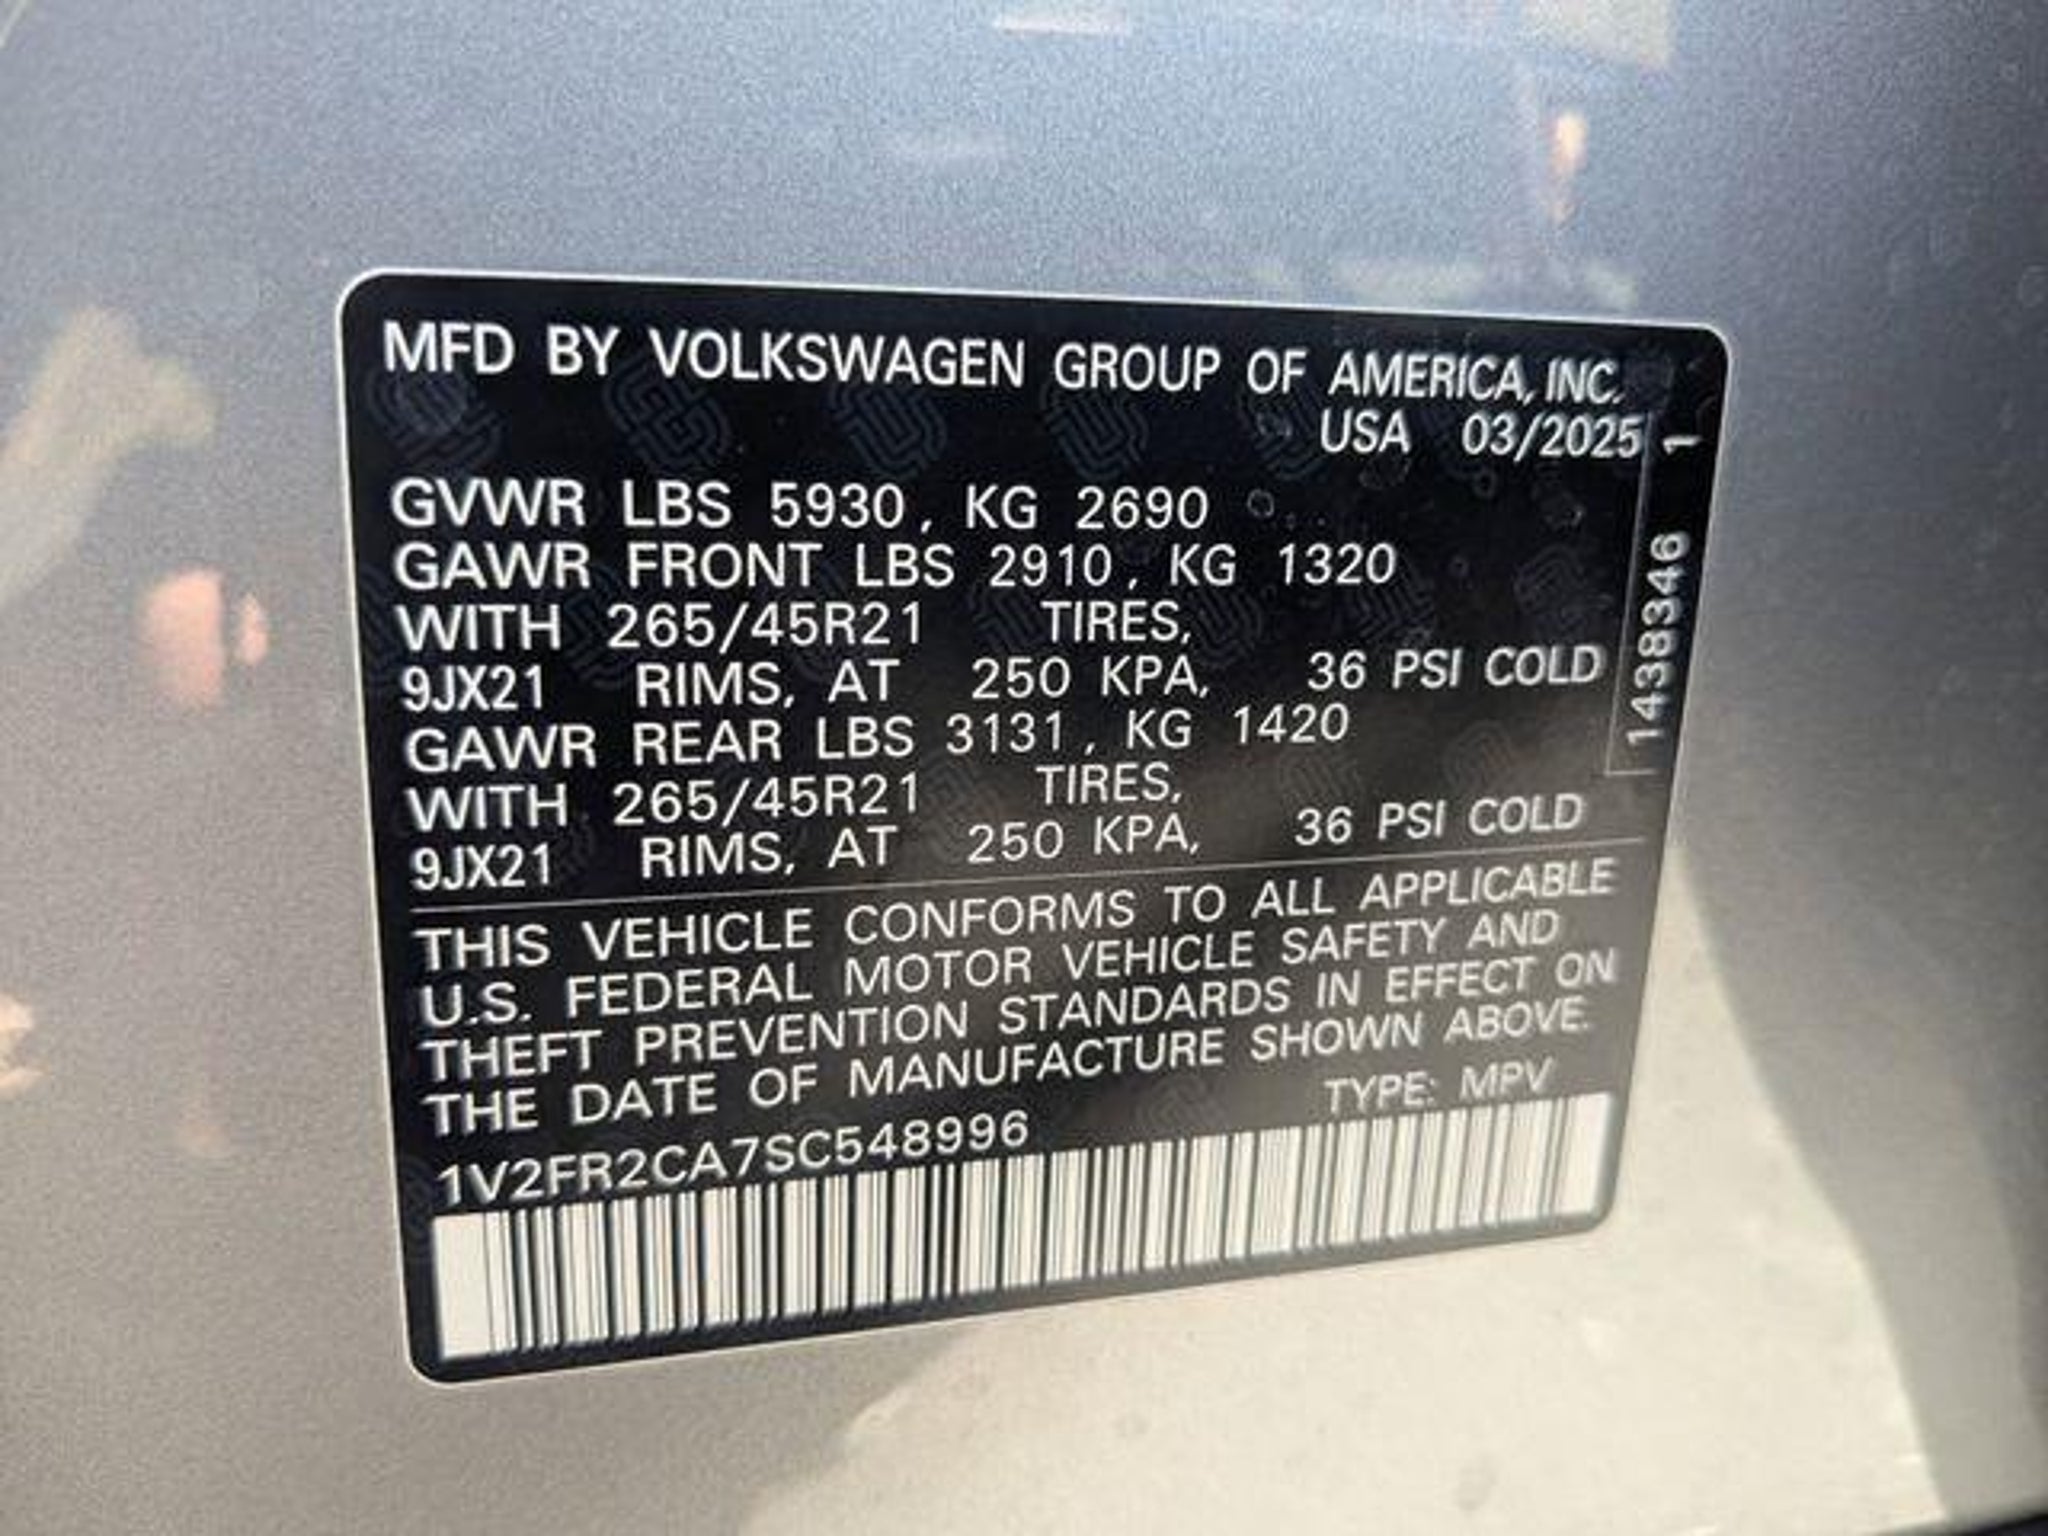 MFD BY VOLKSWAGEN GROUP OF AMERICA, INC.
USA 03/2025
GVWR LBS 5930, KG 2690
GAWR FRONT LBS 2910, KG 1320
WITH 265/45R21 TIRES,
9JX21 RIMS, AT 250 KPA, 36 PSI COLD
GAWR REAR LBS 3131, KG 1420
WITH 265/45R21 TIRES,
9JX21 RIMS, AT 250 KPA, 36 PSI COLD
THIS VEHICLE CONFORMS TO ALL APPLICABLE
U.S. FEDERAL MOTOR VEHICLE SAFETY AND
THEFT PREVENTION STANDARDS IN EFFECT ON
THE DATE OF MANUFACTURE SHOWN ABOVE.
TYPE: MPV
1V2FR2CA7SC548996
1438346 1